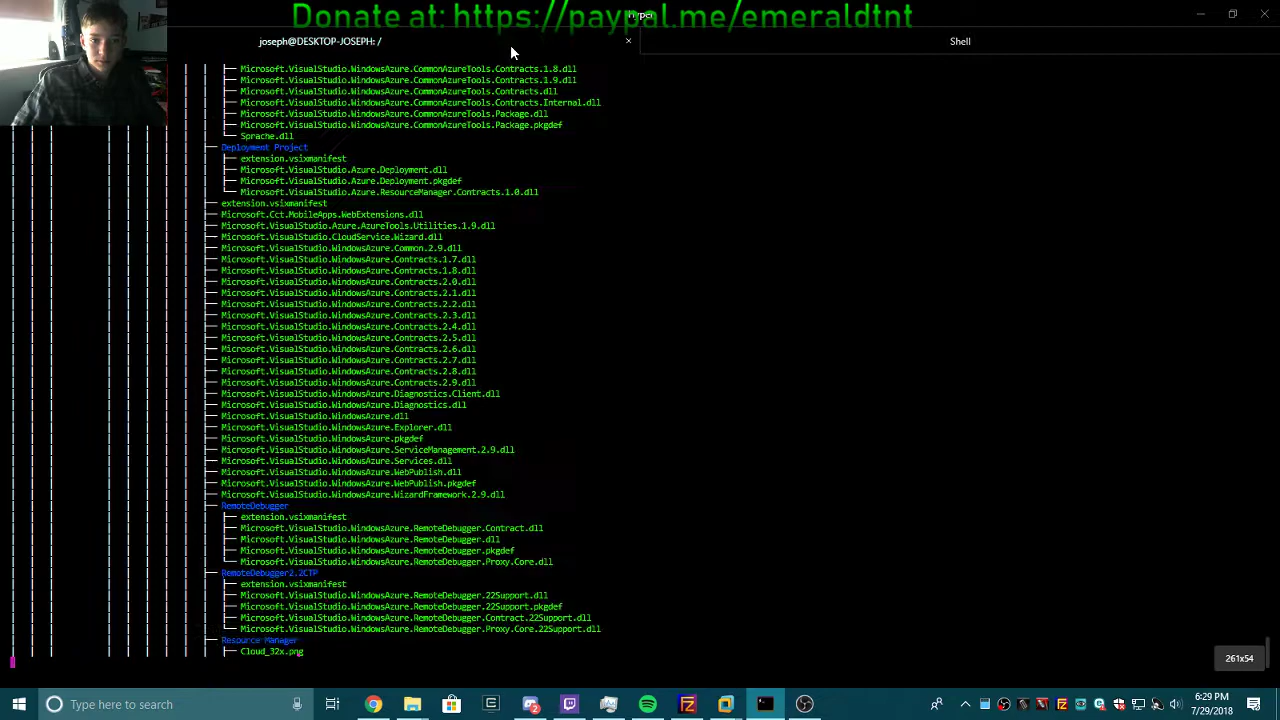 Donate at: https://paypal.me/emeraldtnt
Hyper
joseph@DESKTOP-JOSEPH: /
Shell
Microsoft.VisualStudio.WindowsAzure.CommonAzureTools.Contracts.1.8.dll
Microsoft.VisualStudio.WindowsAzure.CommonAzureTools.Contracts.1.9.dll
Microsoft.VisualStudio.WindowsAzure.CommonAzureTools.Contracts.dll
Microsoft.VisualStudio.WindowsAzure.CommonAzureTools.Contracts.Internal.dll
Microsoft.VisualStudio.WindowsAzure.CommonAzureTools.Package.dll
Microsoft.VisualStudio.WindowsAzure.CommonAzureTools.Package.pkgdef
Sprache.dll
Deployment Project
extension.vsixmanifest
Microsoft.VisualStudio.Azure.Deployment.dll
Microsoft.VisualStudio.Azure.Deployment.pkgdef
Microsoft.VisualStudio.Azure.ResourceManager.Contracts.1.0.dll
extension.vsixmanifest
Microsoft.Cct.MobileApps.WebExtensions.dll
Microsoft.VisualStudio.Azure.AzureTools.Utilities.1.9.dll
Microsoft.VisualStudio.CloudService.Wizard.dll
Microsoft.VisualStudio.WindowsAzure.Common.2.9.dll
Microsoft.VisualStudio.WindowsAzure.Contracts.1.7.dll
Microsoft.VisualStudio.WindowsAzure.Contracts.1.8.dll
Microsoft.VisualStudio.WindowsAzure.Contracts.2.0.dll
Microsoft.VisualStudio.WindowsAzure.Contracts.2.1.dll
Microsoft.VisualStudio.WindowsAzure.Contracts.2.2.dll
Microsoft.VisualStudio.WindowsAzure.Contracts.2.3.dll
Microsoft.VisualStudio.WindowsAzure.Contracts.2.4.dll
Microsoft.VisualStudio.WindowsAzure.Contracts.2.5.dll
Microsoft.VisualStudio.WindowsAzure.Contracts.2.6.dll
Microsoft.VisualStudio.WindowsAzure.Contracts.2.7.dll
Microsoft.VisualStudio.WindowsAzure.Contracts.2.8.dll
Microsoft.VisualStudio.WindowsAzure.Contracts.2.9.dll
Microsoft.VisualStudio.WindowsAzure.Diagnostics.Client.dll
Microsoft.VisualStudio.WindowsAzure.Diagnostics.dll
Microsoft.VisualStudio.WindowsAzure.dll
Microsoft.VisualStudio.WindowsAzure.Explorer.dll
Microsoft.VisualStudio.WindowsAzure.pkgdef
Microsoft.VisualStudio.WindowsAzure.ServiceManagement.2.9.dll
Microsoft.VisualStudio.WindowsAzure.Services.dll
Microsoft.VisualStudio.WindowsAzure.WebPublish.dll
Microsoft.VisualStudio.WindowsAzure.WebPublish.pkgdef
Microsoft.VisualStudio.WindowsAzure.WizardFramework.2.9.dll
RemoteDebugger
extension.vsixmanifest
Microsoft.VisualStudio.WindowsAzure.RemoteDebugger.Contract.dll
Microsoft.VisualStudio.WindowsAzure.RemoteDebugger.dll
Microsoft.VisualStudio.WindowsAzure.RemoteDebugger.pkgdef
Microsoft.VisualStudio.WindowsAzure.RemoteDebugger.Proxy.Core.dll
RemoteDebugger2.2CTP
extension.vsixmanifest
Microsoft.VisualStudio.WindowsAzure.RemoteDebugger.22Support.dll
Microsoft.VisualStudio.WindowsAzure.RemoteDebugger.22Support.pkgdef
Microsoft.VisualStudio.WindowsAzure.RemoteDebugger.Contract.22Support.dll
Microsoft.VisualStudio.WindowsAzure.RemoteDebugger.Proxy.Core.22Support.dll
Resource Manager
Cloud_32x.png
261x54
Type here to search
6:29 PM
7/29/2018